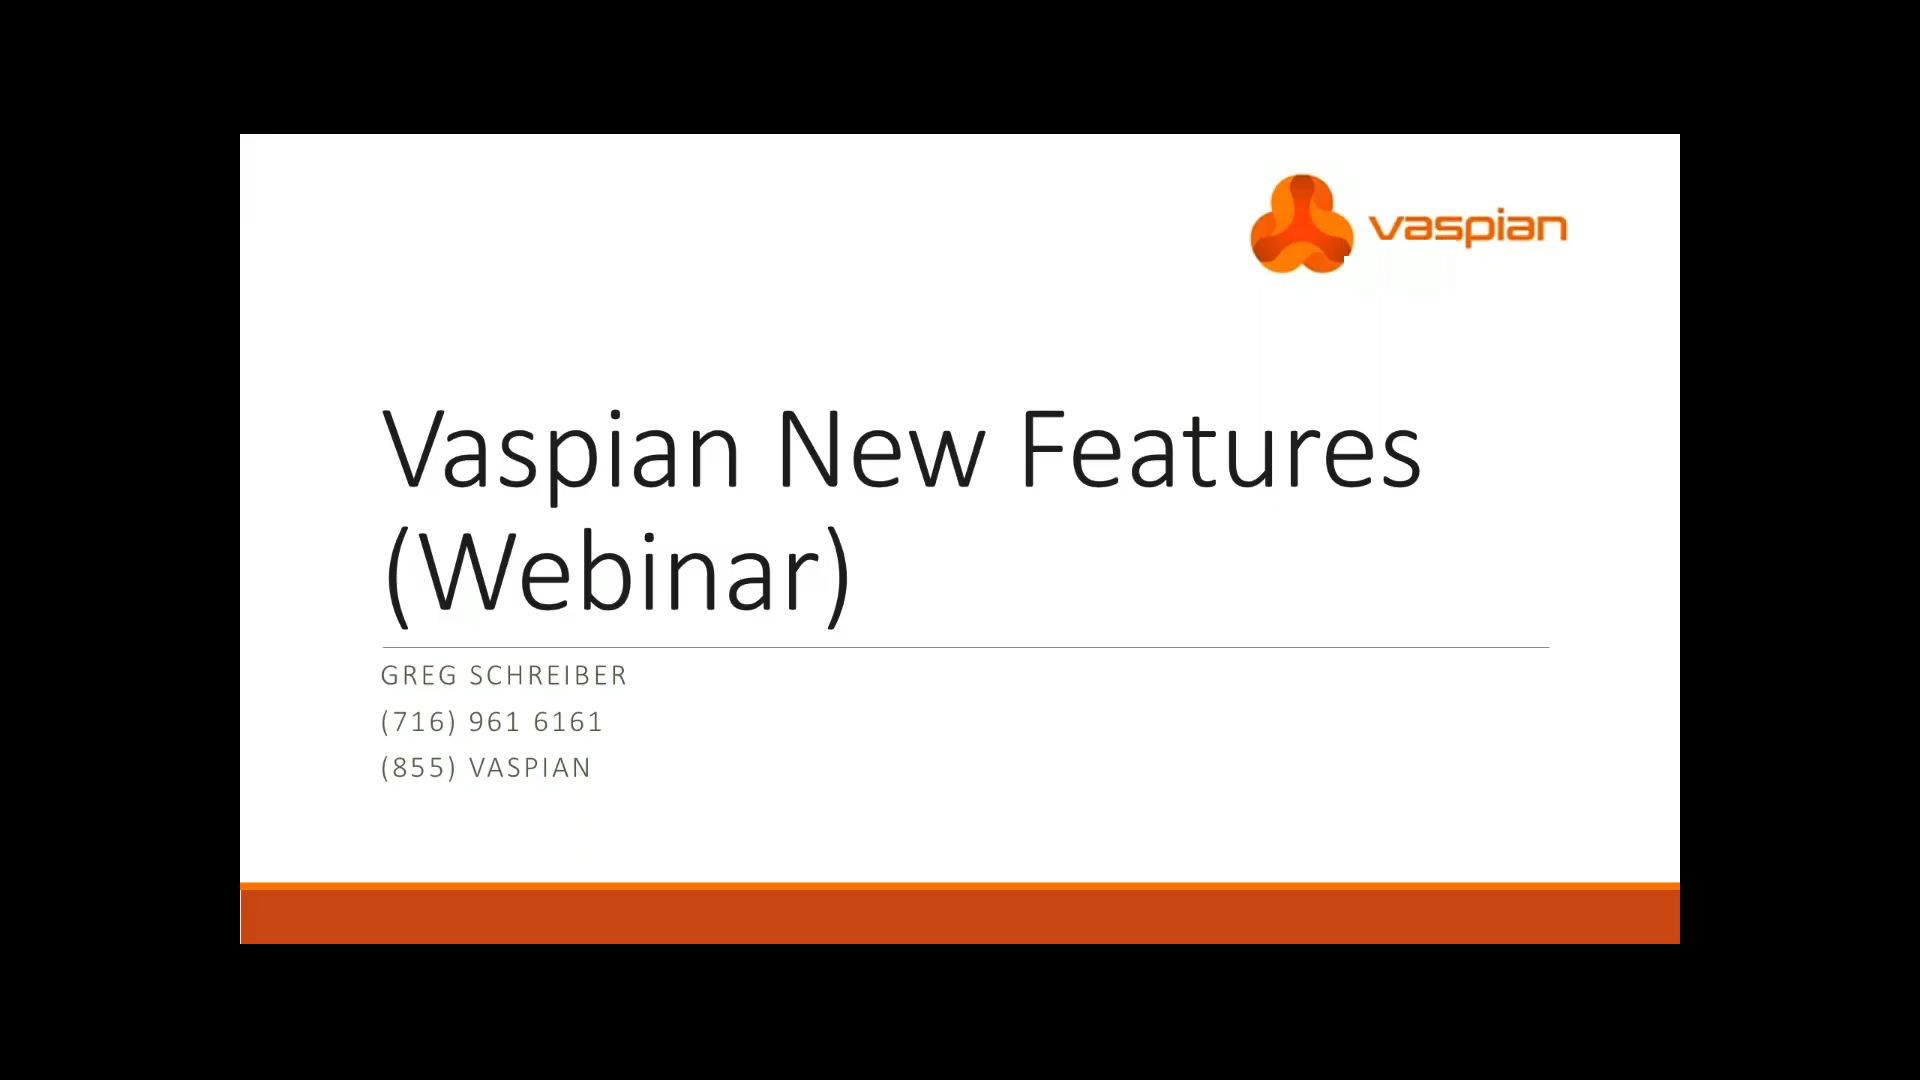 vaspian
Vaspian New Features
(Webinar)
GREG SCHREIBER
(716) 961 6161
(855) VASPIAN